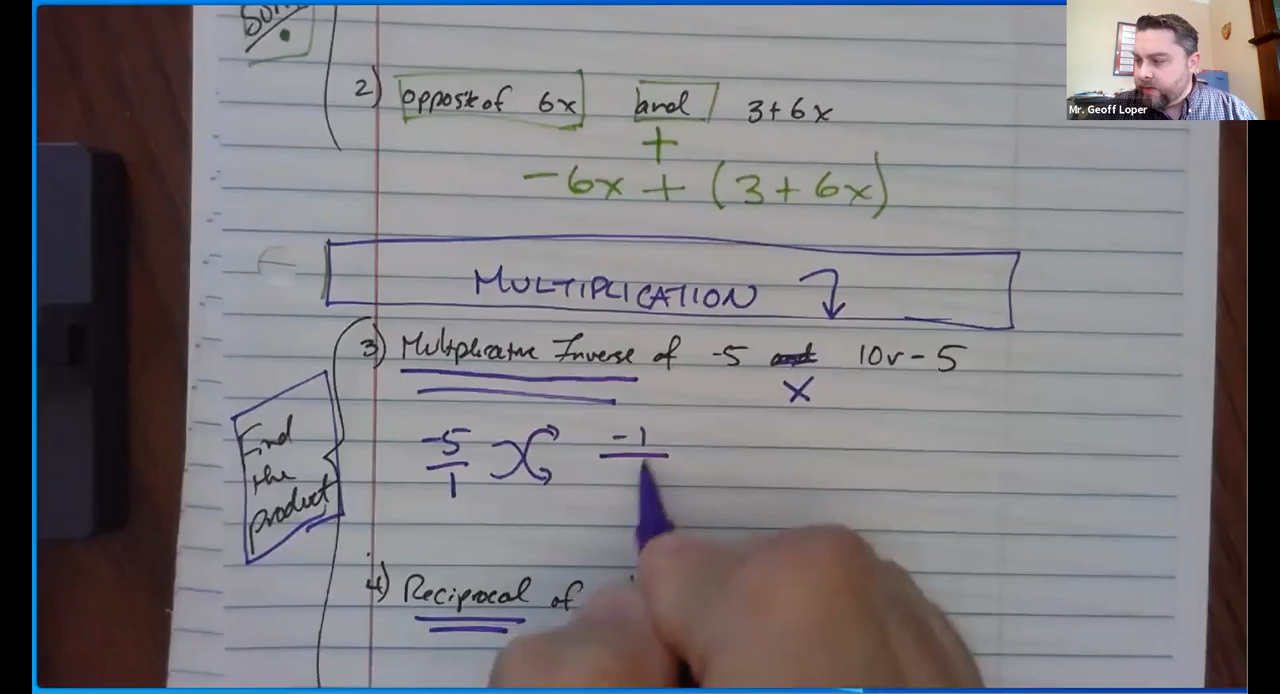 Sum
2) opposite of 6x and 3+6x
+
-6x + (3+6x)
MULTIPLICATION
3) Multiplicative Inverse of -5 and 10v-5
x
-5/1 -1
Find
the
product
4) Reciprocal of
Mr. Geoff Loper